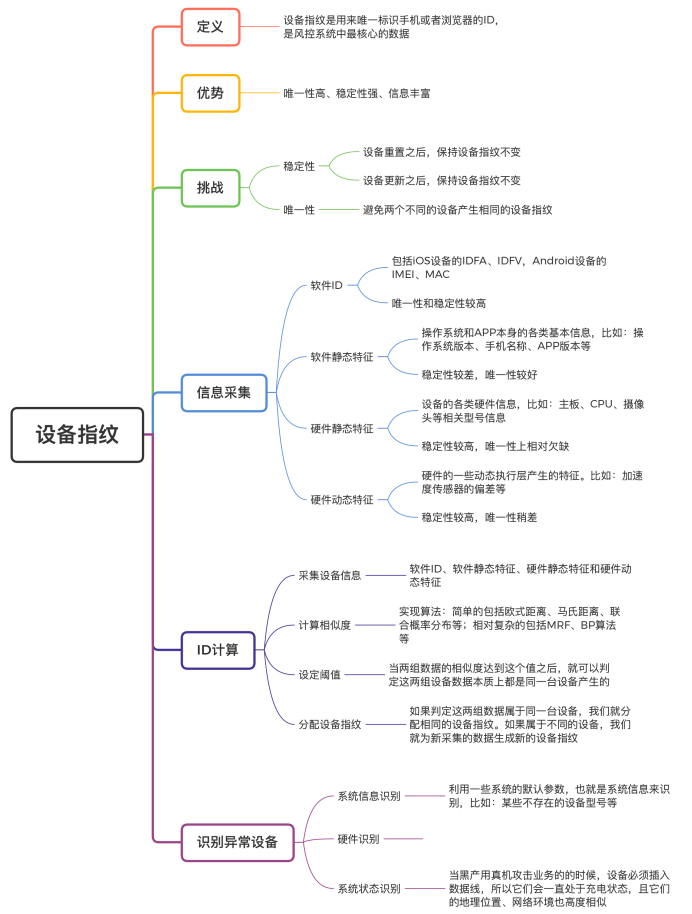 设备指纹
定义
设备指纹是用来唯一标识手机或者浏览器的ID，
是风控系统中最核心的数据
优势
唯一性高、稳定性强、信息丰富
挑战
稳定性
设备重置之后，保持设备指纹不变
设备更新之后，保持设备指纹不变
唯一性
避免两个不同的设备产生相同的设备指纹
信息采集
软件ID
包括iOS设备的IDFA、IDFV，Android设备的
IMEI、MAC
唯一性和稳定性较高
软件静态特征
操作系统和APP本身的各类基本信息，比如：操
作系统版本、手机名称、APP版本等
稳定性较差，唯一性较好
硬件静态特征
设备的各类硬件信息，比如：主板、CPU、摄像
头等相关型号信息
稳定性较高，唯一性上相对欠缺
硬件动态特征
硬件的一些动态执行层产生的特征。比如：加速
度传感器的偏差等
稳定性较高，唯一性稍差
ID计算
采集设备信息
软件ID、软件静态特征、硬件静态特征和硬件动
态特征
计算相似度
实现算法：简单的包括欧式距离、马氏距离、联
合概率分布等；相对复杂的包括MRF、BP算法
等
设定阈值
当两组数据的相似度达到这个值之后，就可以判
定这两组设备数据本质上都是同一台设备产生的
分配设备指纹
如果判定这两组数据属于同一台设备，我们就分
配相同的设备指纹。如果属于不同的设备，我们
就为新采集的数据生成新的设备指纹
识别异常设备
系统信息识别
利用一些系统的默认参数，也就是系统信息来识
别，比如：某些不存在的设备型号等
硬件识别
系统状态识别
当黑产用真机攻击业务的的时候，设备必须插入
数据线，所以它们会一直处于充电状态，且它们
的地理位置、网络环境也高度相似